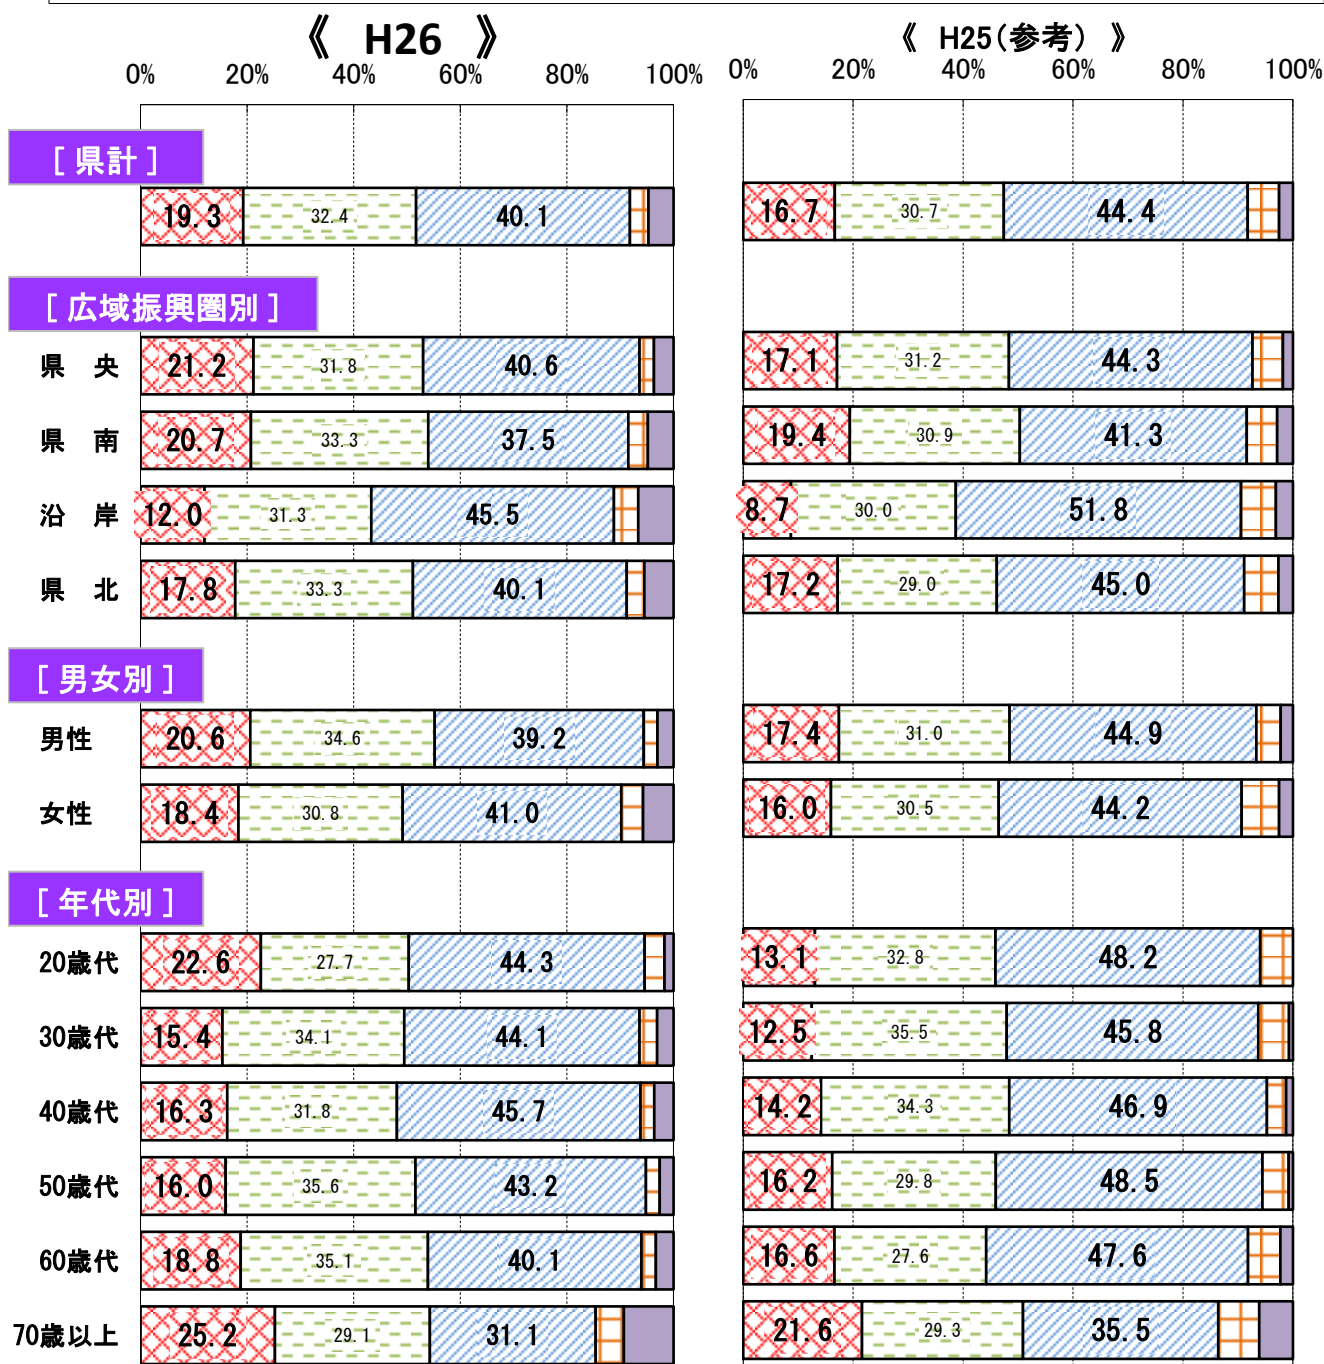 《 H26 》
《 H25(参考) 》
0% 20% 40% 60% 80% 100%
0% 20% 40% 60% 80% 100%
[ 県計 ]
19.3 32.4 40.1
16.7 30.7 44.4
[ 広域振興圏別 ]
県 央 21.2 31.8 40.6
17.1 31.2 44.3
県 南 20.7 33.3 37.5
19.4 30.9 41.3
沿 岸 12.0 31.3 45.5
8.7 30.0 51.8
県 北 17.8 33.3 40.1
17.2 29.0 45.0
[ 男女別 ]
男性 20.6 34.6 39.2
17.4 31.0 44.9
女性 18.4 30.8 41.0
16.0 30.5 44.2
[ 年代別 ]
20歳代 22.6 27.7 44.3
13.1 32.8 48.2
30歳代 15.4 34.1 44.1
12.5 35.5 45.8
40歳代 16.3 31.8 45.7
14.2 34.3 46.9
50歳代 16.0 35.6 43.2
16.2 29.8 48.5
60歳代 18.8 35.1 40.1
16.6 27.6 47.6
70歳以上 25.2 29.1 31.1
21.6 29.3 35.5